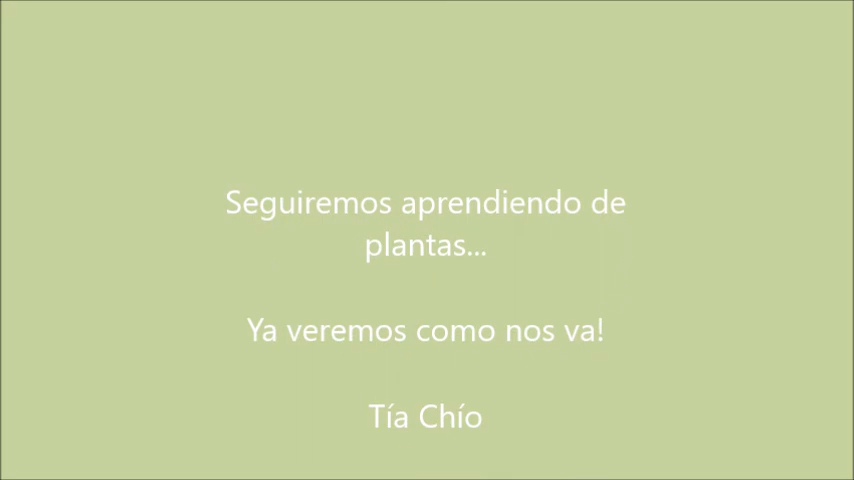 Seguiremos aprendiendo de
plantas...
Ya veremos como nos va!
Tía Chío